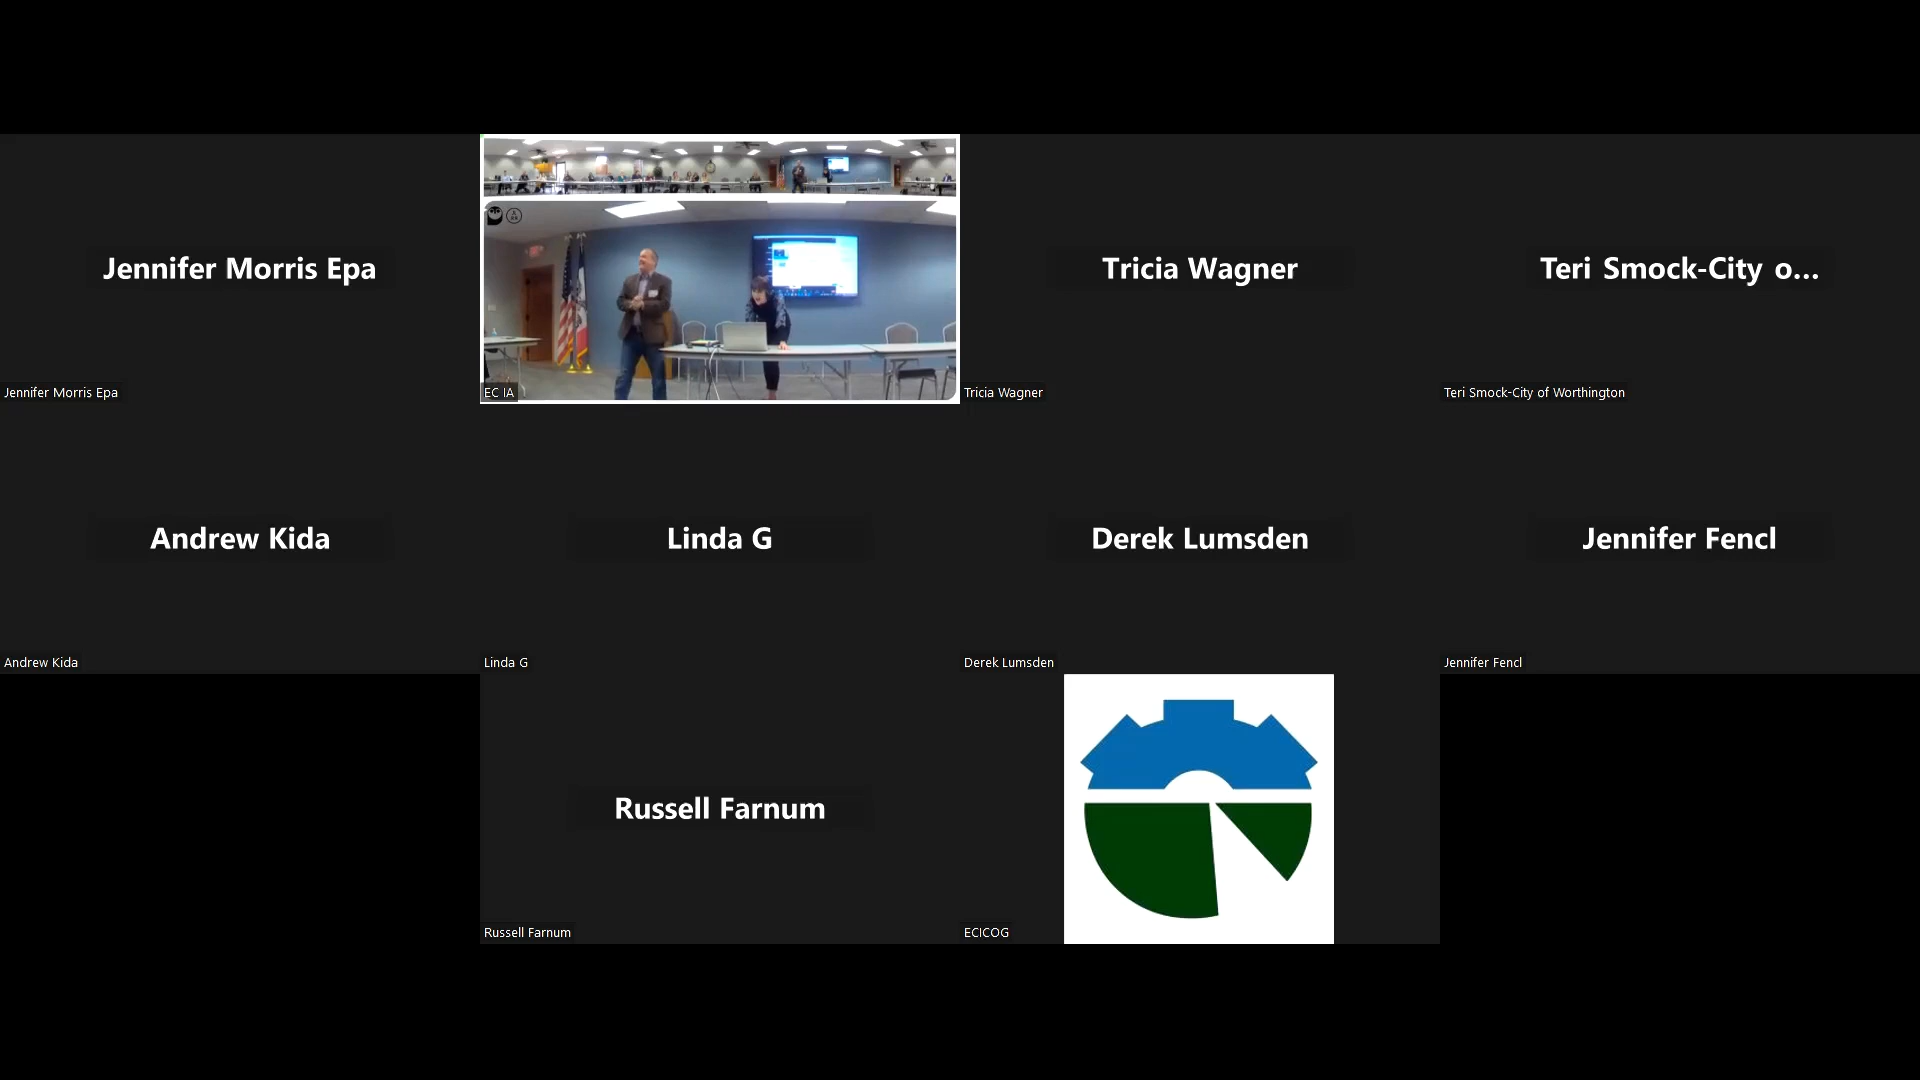 Jennifer Morris Epa
Jennifer Morris Epa
EC IA
Tricia Wagner
Tricia Wagner
Teri Smock-City o...
Teri Smock-City of Worthington
Andrew Kida
Andrew Kida
Linda G
Linda G
Derek Lumsden
Derek Lumsden
Jennifer Fencl
Jennifer Fencl
Russell Farnum
Russell Farnum
ECICOG